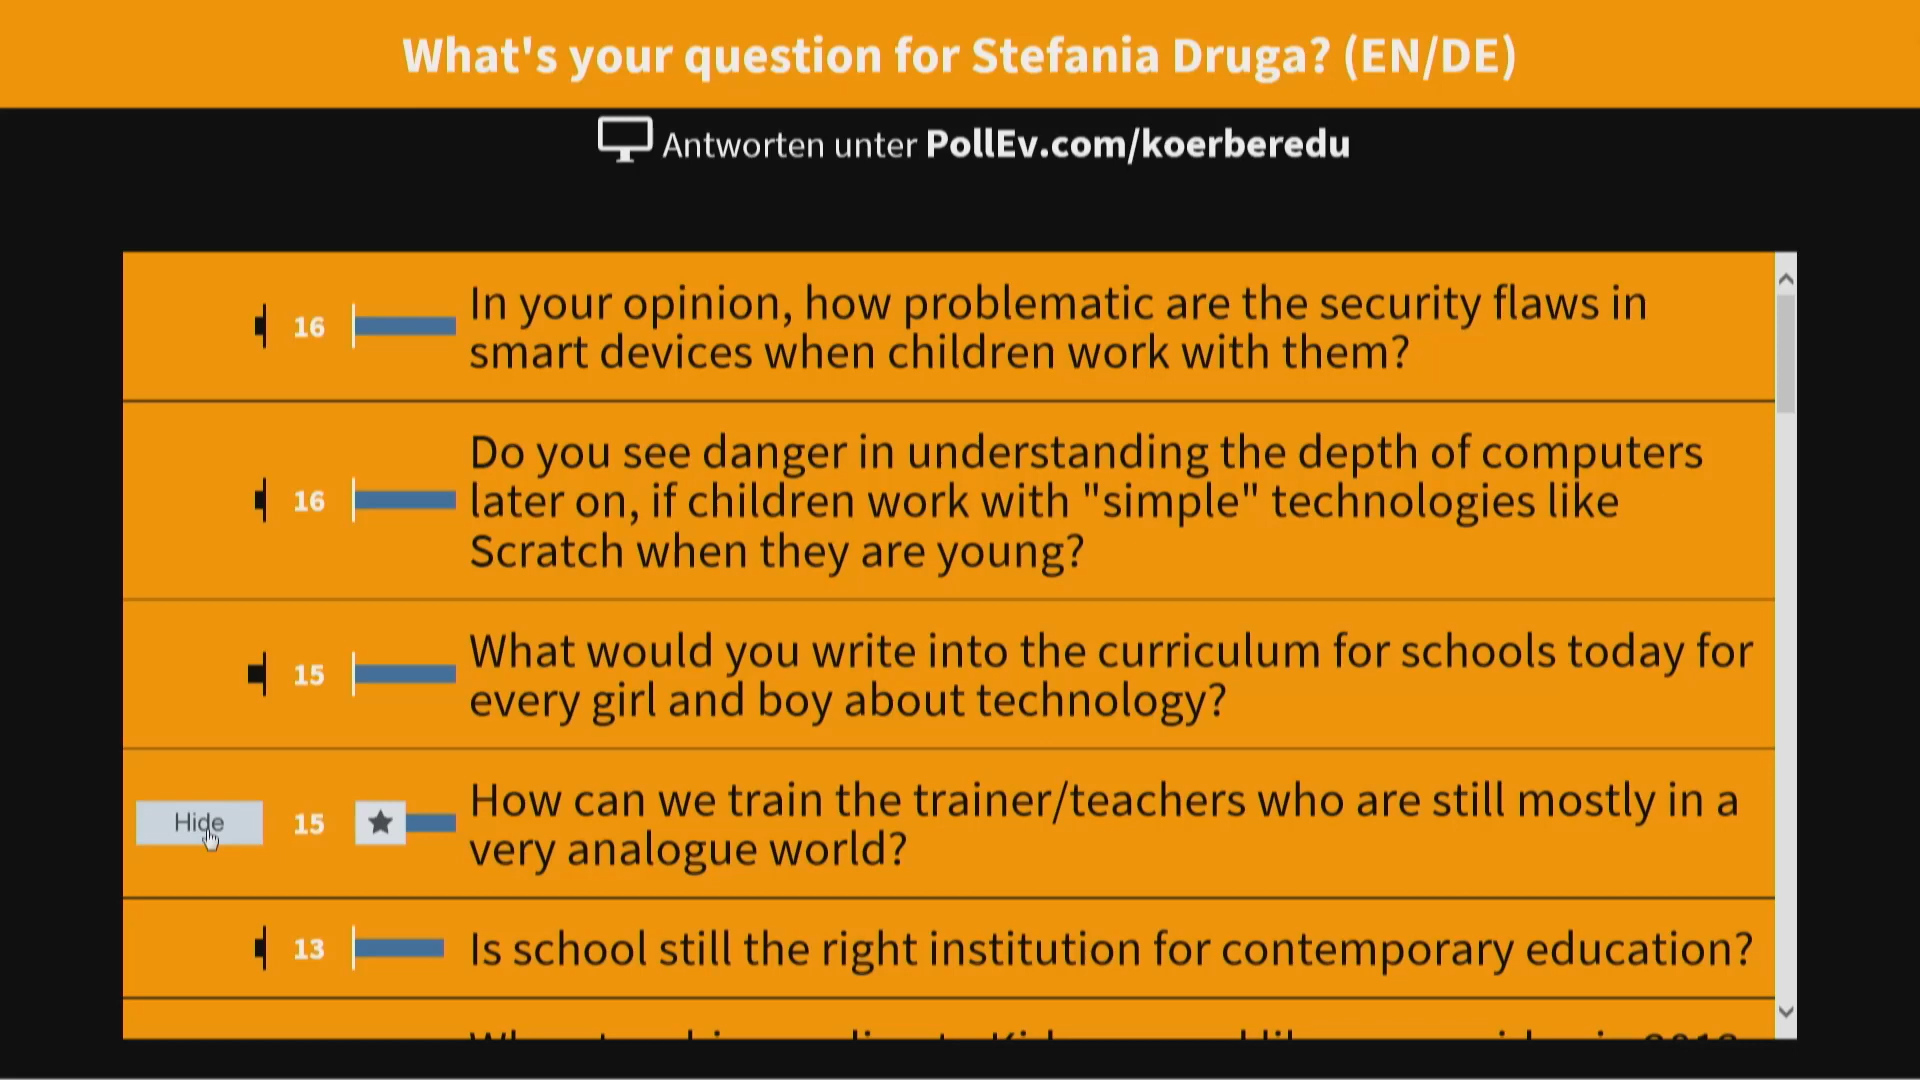 What's your question for Stefania Druga? (EN/DE)
Antworten unter PollEv.com/koerberedu
16
In your opinion, how problematic are the security flaws in
smart devices when children work with them?
16
Do you see danger in understanding the depth of computers
later on, if children work with "simple" technologies like
Scratch when they are young?
15
What would you write into the curriculum for schools today for
every girl and boy about technology?
Hide
15
How can we train the trainer/teachers who are still mostly in a
very analogue world?
13
Is school still the right institution for contemporary education?